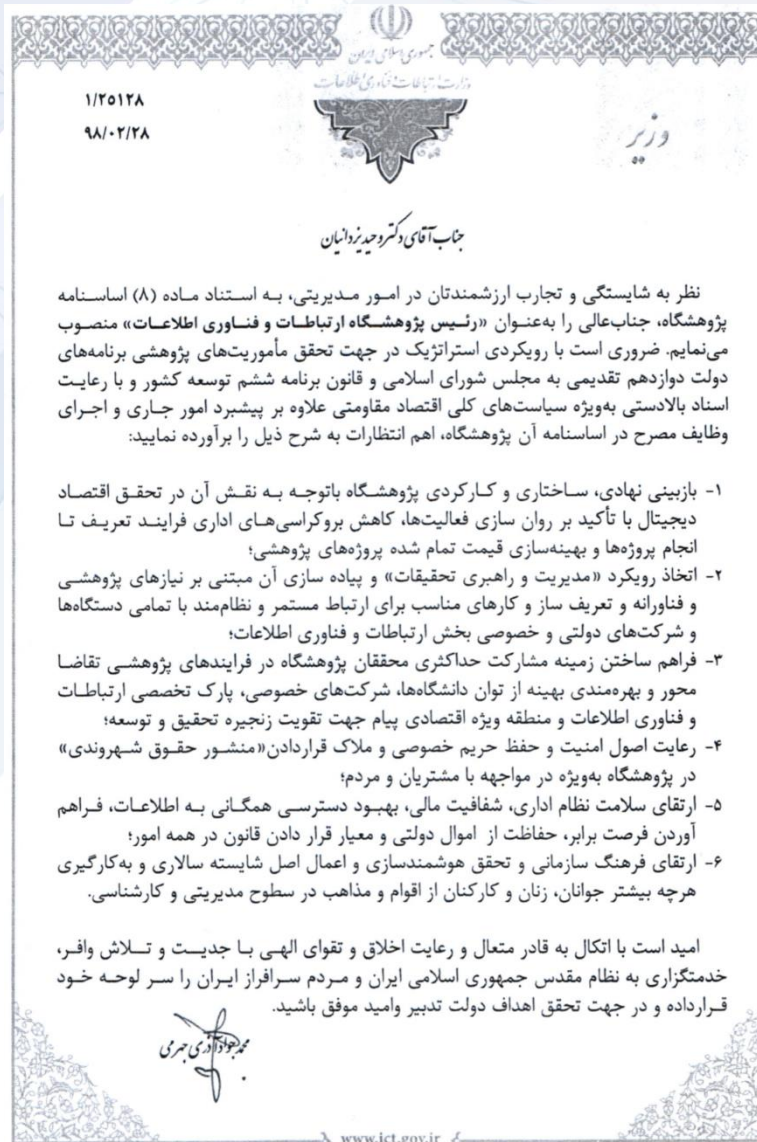 جمهوری اسلامی ایران
وزارت ارتباطات و فناوری اطلاعات
وزیر
۱/۲۵۱۲۸
۹۸/۰۲/۲۸
جناب آقای دکتر وحید یزدانیان
نظر به شایستگی و تجارب ارزشمندتان در امور مدیریتی، به استناد ماده (۸) اساسنامه
پژوهشگاه، جنابعالی را به‌عنوان «رئیس پژوهشگاه ارتباطات و فناوری اطلاعات» منصوب
می‌نمایم. ضروری است با رویکردی استراتژیک در جهت تحقق مأموریت‌های پژوهشی برنامه‌های
دولت دوازدهم تقدیمی به مجلس شورای اسلامی و قانون برنامه ششم توسعه کشور و با رعایت
اسناد بالادستی به‌ویژه سیاست‌های کلی اقتصاد مقاومتی علاوه بر پیشبرد امور جاری و اجرای
وظایف مصرح در اساسنامه آن پژوهشگاه، اهم انتظارات به شرح ذیل را برآورده نمایید:
۱- بازبینی نهادی، ساختاری و کارکردی پژوهشگاه باتوجه به نقش آن در تحقق اقتصاد
دیجیتال با تأکید بر روان سازی فعالیت‌ها، کاهش بروکراسی‌های اداری فرایند تعریف تا
انجام پروژه‌ها و بهینه‌سازی قیمت تمام شده پروژه‌های پژوهشی؛
۲- اتخاذ رویکرد «مدیریت و راهبری تحقیقات» و پیاده سازی آن مبتنی بر نیازهای پژوهشی
و فناورانه و تعریف ساز و کارهای مناسب برای ارتباط مستمر و نظام‌مند با تمامی دستگاه‌ها
و شرکت‌های دولتی و خصوصی بخش ارتباطات و فناوری اطلاعات؛
۳- فراهم ساختن زمینه مشارکت حداکثری محققان پژوهشگاه در فرایندهای پژوهشی تقاضا
محور و بهره‌مندی بهینه از توان دانشگاه‌ها، شرکت‌های خصوصی، پارک تخصصی ارتباطات
و فناوری اطلاعات و منطقه ویژه اقتصادی پیام جهت تقویت زنجیره تحقیق و توسعه؛
۴- رعایت اصول امنیت و حفظ حریم خصوصی و ملاک قراردادن«منشور حقوق شهروندی»
در پژوهشگاه به‌ویژه در مواجهه با مشتریان و مردم؛
۵- ارتقای سلامت نظام اداری، شفافیت مالی، بهبود دسترسی همگانی به اطلاعات، فراهم
آوردن فرصت برابر، حفاظت از اموال دولتی و معیار قرار دادن قانون در همه امور؛
۶- ارتقای فرهنگ سازمانی و تحقق هوشمندسازی و اعمال اصل شایسته سالاری و به‌کارگیری
هرچه بیشتر جوانان، زنان و کارکنان از اقوام و مذاهب در سطوح مدیریتی و کارشناسی.
امید است با اتکال به قادر متعال و رعایت اخلاق و تقوای الهی با جدیت و تلاش وافر،
خدمتگزاری به نظام مقدس جمهوری اسلامی ایران و مردم سرافراز ایران را سر لوحه خود
قرارداده و در جهت تحقق اهداف دولت تدبیر وامید موفق باشید.
محمدجواد آذری جهرمی
www.ict.gov.ir